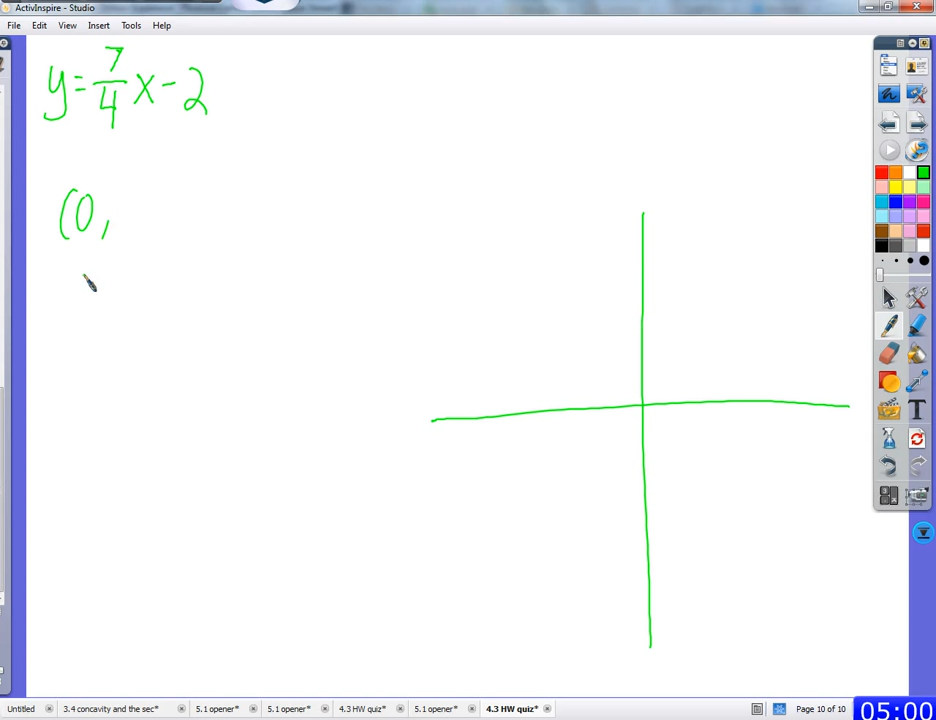 ActivInspire - Studio
File Edit View Insert Tools Help
y=7/4x-2
(0,
Untitled 3.4 concavity and the sec* 5.1 opener* 5.1 opener* 4.3 HW quiz* 5.1 opener* 4.3 HW quiz* Page 10 of 10 05:00